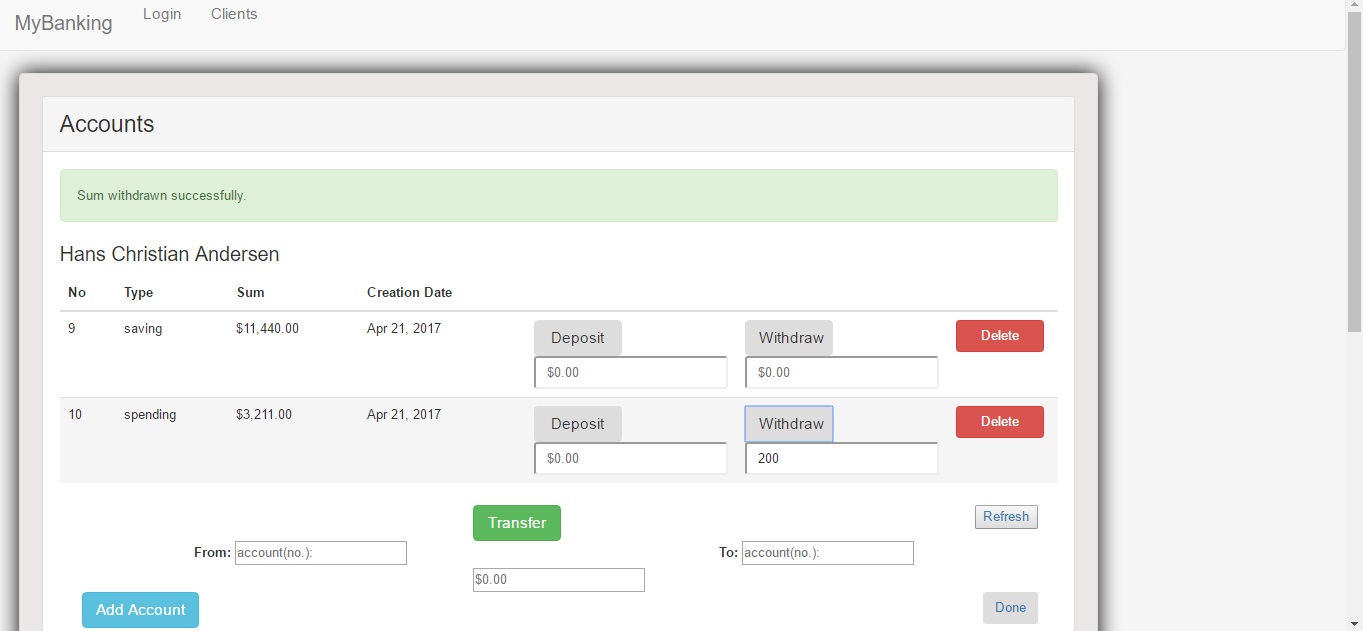 MyBanking Login Clients
Accounts
Sum withdrawn successfully.
Hans Christian Andersen
No Type Sum Creation Date
9 saving $11,440.00 Apr 21, 2017 Deposit Withdraw Delete
$0.00 $0.00
10 spending $3,211.00 Apr 21, 2017 Deposit Withdraw Delete
$0.00 200
Transfer Refresh
From: account(no.): To: account(no.):
$0.00
Add Account Done